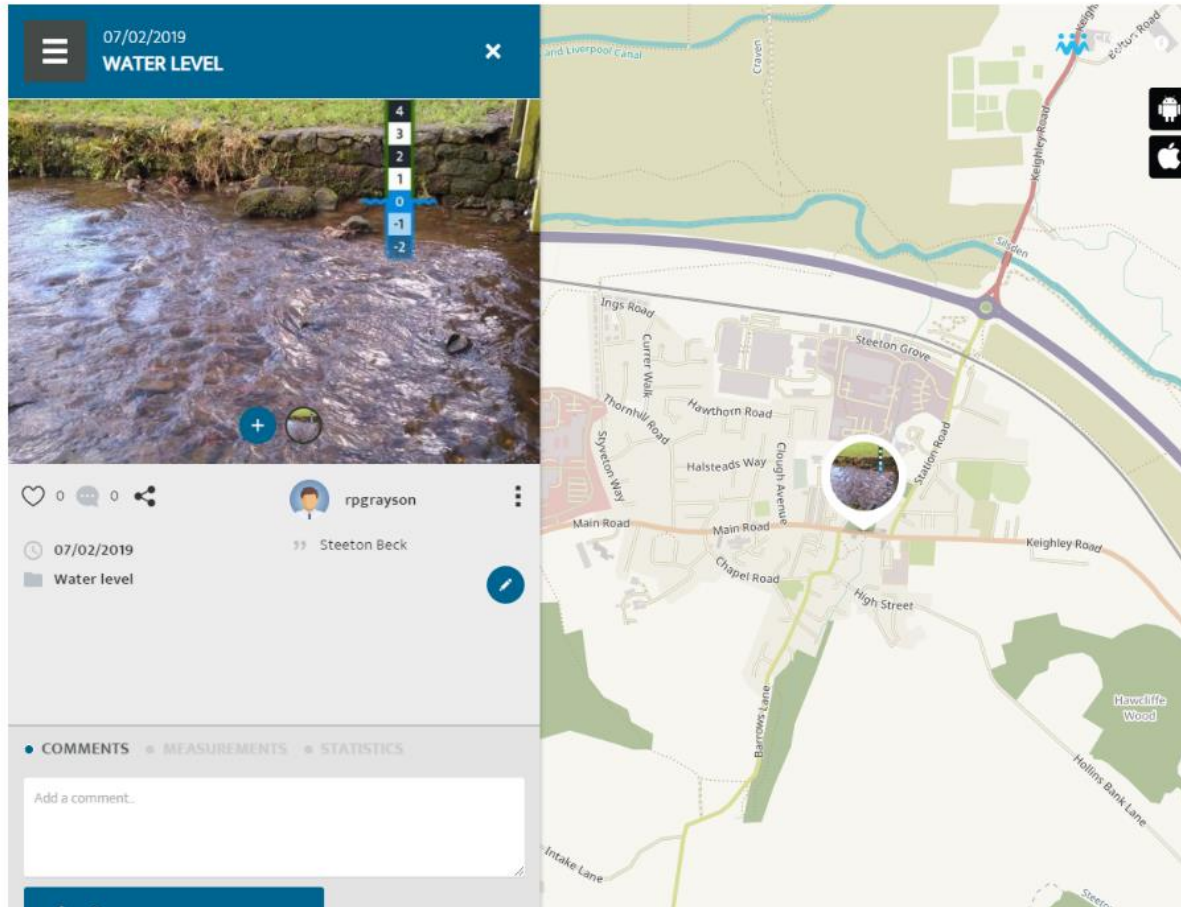 07/02/2019
WATER LEVEL
4
3
2
1
0
-1
-2
0
0
rpgrayson
07/02/2019
Steeton Beck
Water level
COMMENTS
MEASUREMENTS
STATISTICS
Add a comment..
and Liverpool Canal
Craven
Keighley Road
Silsden
Ings Road
Currer Walk
Steeton Grove
Thornhill Road
Hawthorn Road
Styveton Way
Halsteads Way
Clough Avenue
Station Road
Main Road
Main Road
Keighley Road
Chapel Road
High Street
Barrows Lane
Hawcliffe
Wood
Hollins Bank Lane
Intake Lane